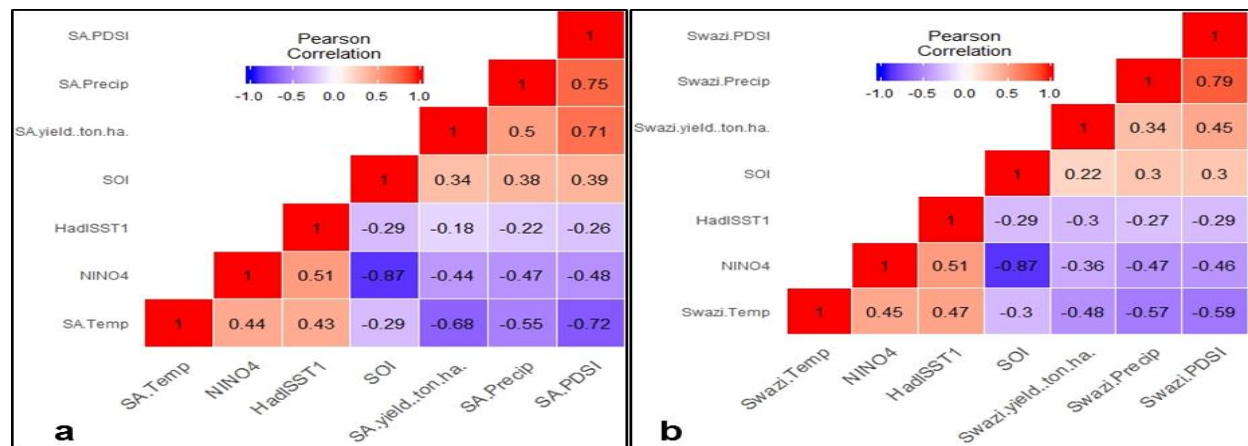 SA.PDSI 1
Pearson
Correlation
-1.0 -0.5 0.0 0.5 1.0
SA.Precip 1 0.75
SA.yield..ton.ha. 1 0.5 0.71
SOI 1 0.34 0.38 0.39
HadISST1 1 -0.29 -0.18 -0.22 -0.26
NINO4 1 0.51 -0.87 -0.44 -0.47 -0.48
SA.Temp 1 0.44 0.43 -0.29 -0.68 -0.55 -0.72
SA.Temp NINO4 HadISST1 SOI SA.yield..ton.ha. SA.Precip SA.PDSI
a
Swazi.PDSI 1
Pearson
Correlation
-1.0 -0.5 0.0 0.5 1.0
Swazi.Precip 1 0.79
Swazi.yield..ton.ha. 1 0.34 0.45
SOI 1 0.22 0.3 0.3
HadISST1 1 -0.29 -0.3 -0.27 -0.29
NINO4 1 0.51 -0.87 -0.36 -0.47 -0.46
Swazi.Temp 1 0.45 0.47 -0.3 -0.48 -0.57 -0.59
Swazi.Temp NINO4 HadISST1 SOI Swazi.yield..ton.ha. Swazi.Precip Swazi.PDSI
b